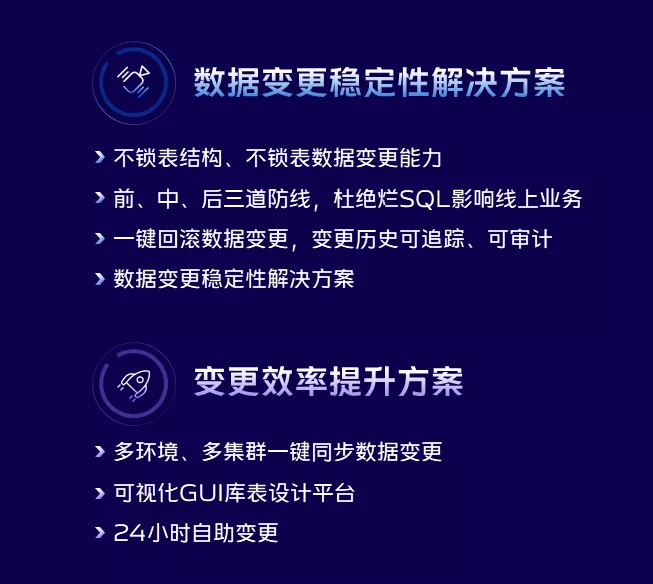 数据变更稳定性解决方案
不锁表结构、不锁表数据变更能力
前、中、后三道防线，杜绝烂SQL影响线上业务
一键回滚数据变更，变更历史可追踪、可审计
数据变更稳定性解决方案
变更效率提升方案
多环境、多集群一键同步数据变更
可视化GUI库表设计平台
24小时自助变更